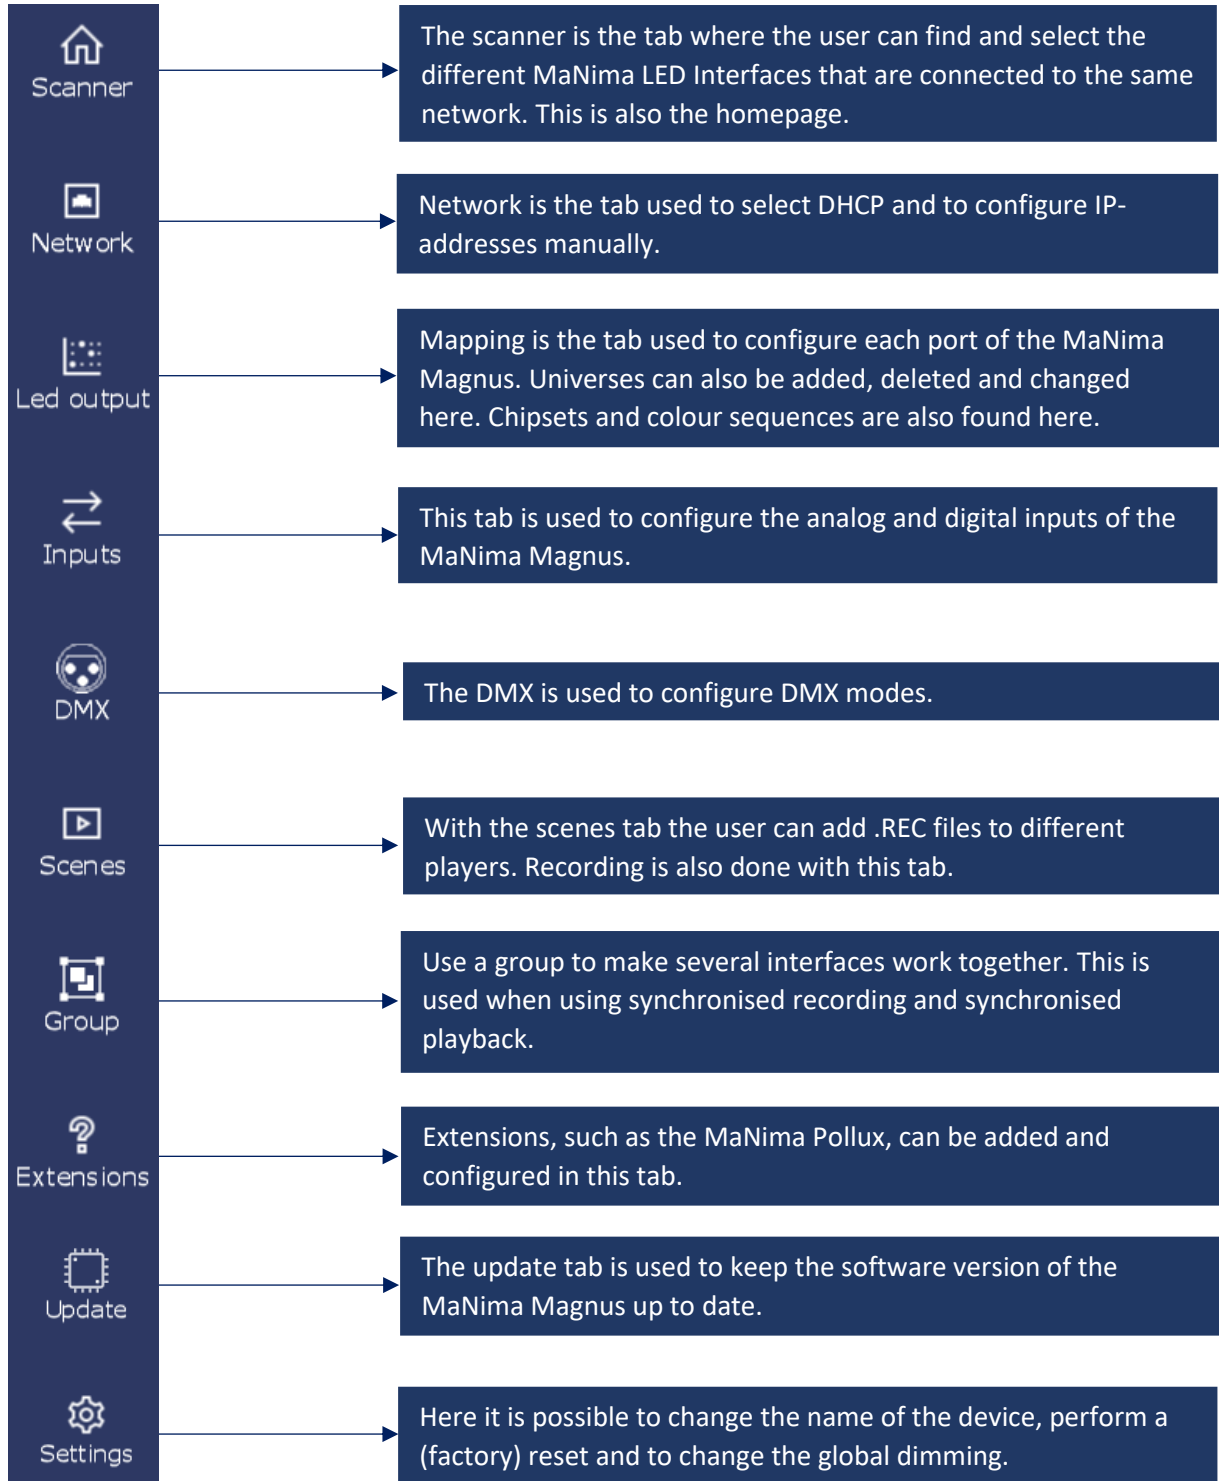 Scanner
The scanner is the tab where the user can find and select the
different MaNima LED Interfaces that are connected to the same
network. This is also the homepage.
Network
Network is the tab used to select DHCP and to configure IP-
addresses manually.
Led output
Mapping is the tab used to configure each port of the MaNima
Magnus. Universes can also be added, deleted and changed
here. Chipsets and colour sequences are also found here.
Inputs
This tab is used to configure the analog and digital inputs of the
MaNima Magnus.
DMX
The DMX is used to configure DMX modes.
Scenes
With the scenes tab the user can add .REC files to different
players. Recording is also done with this tab.
Group
Use a group to make several interfaces work together. This is
used when using synchronised recording and synchronised
playback.
Extensions
Extensions, such as the MaNima Pollux, can be added and
configured in this tab.
Update
The update tab is used to keep the software version of the
MaNima Magnus up to date.
Settings
Here it is possible to change the name of the device, perform a
(factory) reset and to change the global dimming.